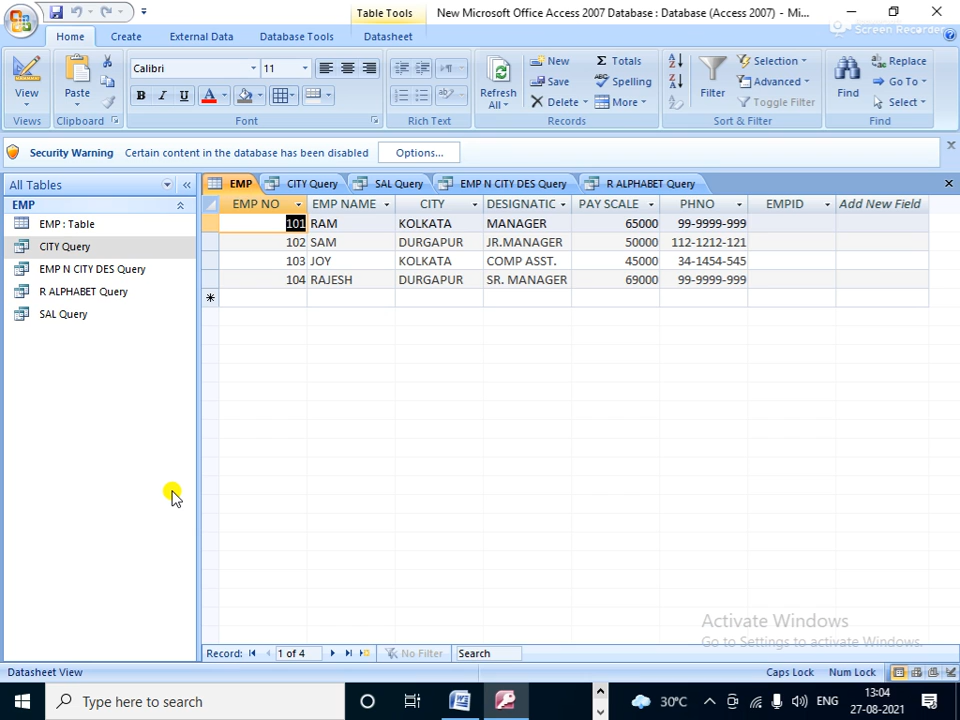 Table Tools
New Microsoft Office Access 2007 Database : Database (Access 2007) - Mi...
Home Create External Data Database Tools Datasheet
Screen Recorder
View
Views
Paste
Clipboard
Calibri 11
B I U A
Font
Rich Text
Refresh All
New
Save
Delete
Totals
Spelling
More
Records
Filter
Selection
Advanced
Toggle Filter
Sort & Filter
Find
Replace
Go To
Select
Find
Security Warning Certain content in the database has been disabled Options...
All Tables «
EMP
EMP : Table
CITY Query
EMP N CITY DES Query
R ALPHABET Query
SAL Query
EMP CITY Query SAL Query EMP N CITY DES Query R ALPHABET Query
EMP NO EMP NAME CITY DESIGNATIC PAY SCALE PHNO EMPID Add New Field
101 RAM KOLKATA MANAGER 65000 99-9999-999
102 SAM DURGAPUR JR.MANAGER 50000 112-1212-121
103 JOY KOLKATA COMP ASST. 45000 34-1454-545
104 RAJESH DURGAPUR SR. MANAGER 69000 99-9999-999
Activate Windows
Go to Settings to activate Windows.
Record: 1 of 4 No Filter Search
Datasheet View Caps Lock Num Lock
Type here to search
30°C
ENG
13:04
27-08-2021